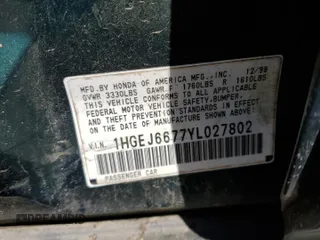 MFD.BY HONDA OF AMERICA MFG.,INC. 12/99
GVWR 3330LBS GAWR F 1760LBS R 1610LBS
THIS VEHICLE CONFORMS TO ALL APPLICABLE
FEDERAL MOTOR VEHICLE SAFETY, BUMPER,
AND THEFT PREVENTION STANDARDS IN EFFECT
ON THE DATE OF MANUFACTURE SHOWN ABOVE.
V.I.N. 1HGEJ6677YL027802
PASSENGER CAR